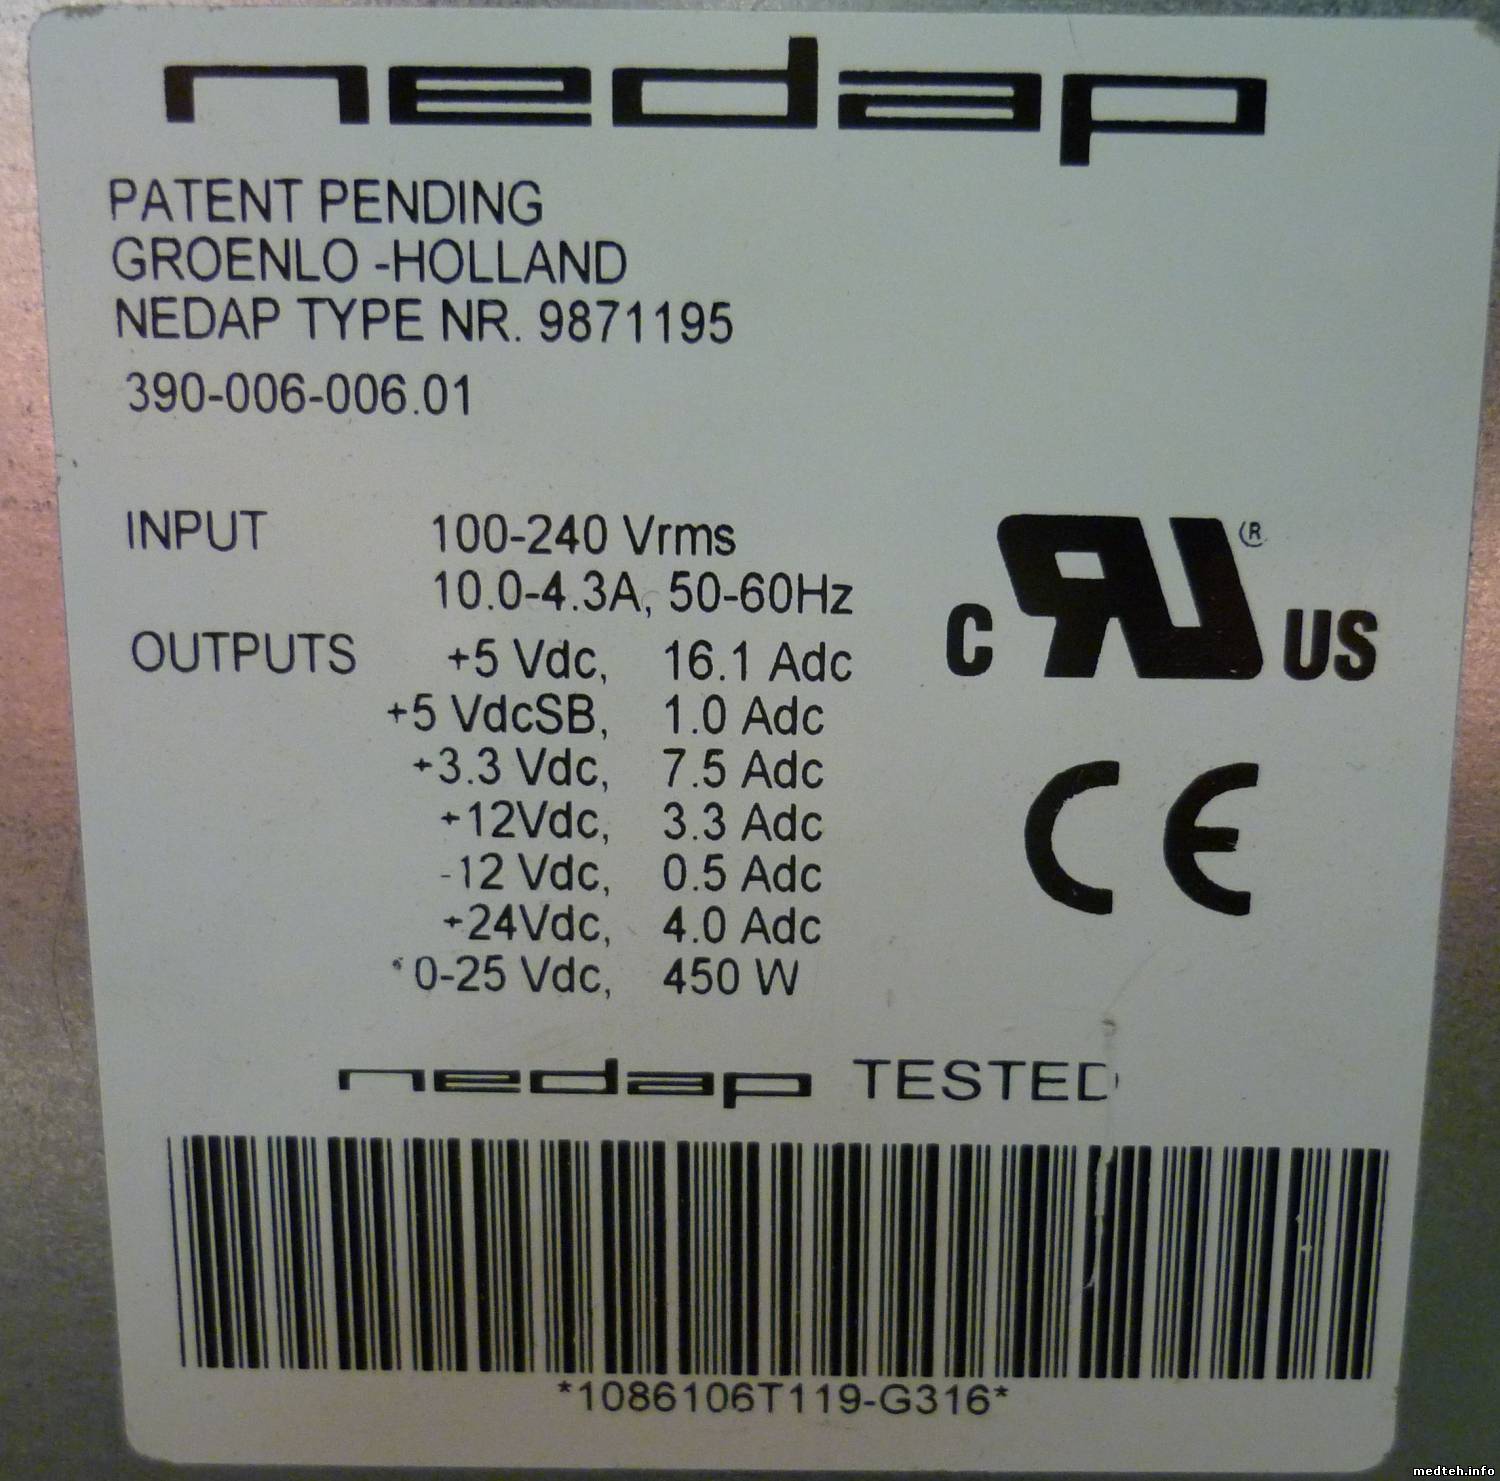 nedap
PATENT PENDING
GROENLO -HOLLAND
NEDAP TYPE NR. 9871195
390-006-006.01
INPUT 100-240 Vrms
10.0-4.3A, 50-60Hz
OUTPUTS +5 Vdc, 16.1 Adc
+5 VdcSB, 1.0 Adc
+3.3 Vdc, 7.5 Adc
+12Vdc, 3.3 Adc
-12 Vdc, 0.5 Adc
+24Vdc, 4.0 Adc
*0-25 Vdc, 450 W
C RU ® US
CE
nedap TESTED
*1086106T119-G316*
medteh.info